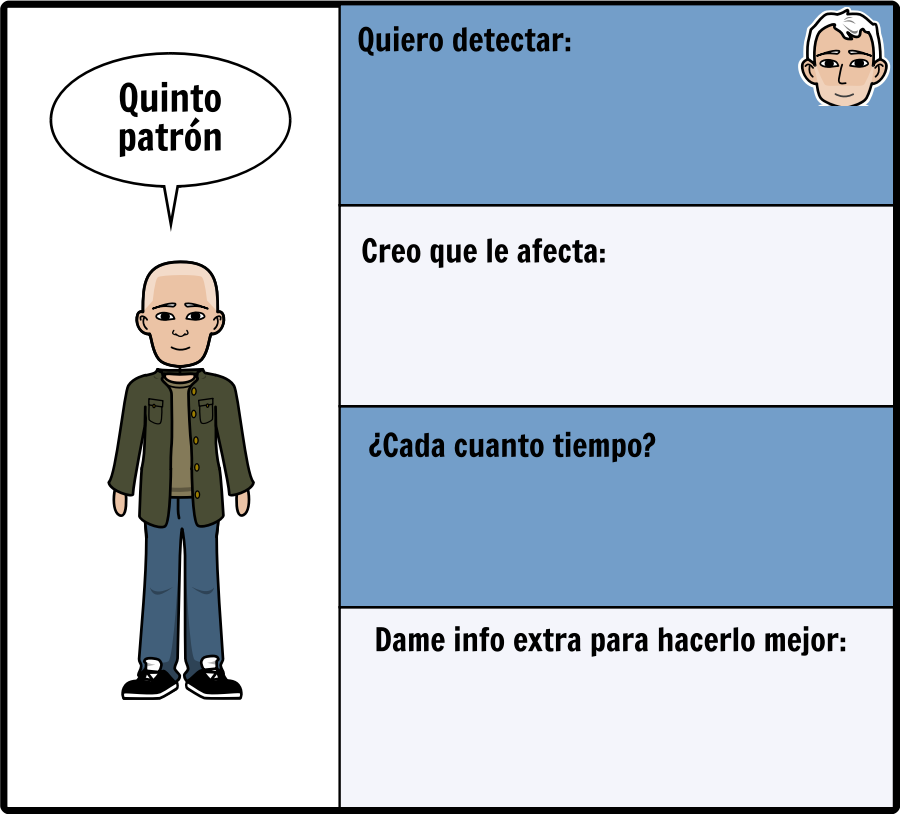 Quinto
patrón
Quiero detectar:
Creo que le afecta:
¿Cada cuanto tiempo?
Dame info extra para hacerlo mejor: